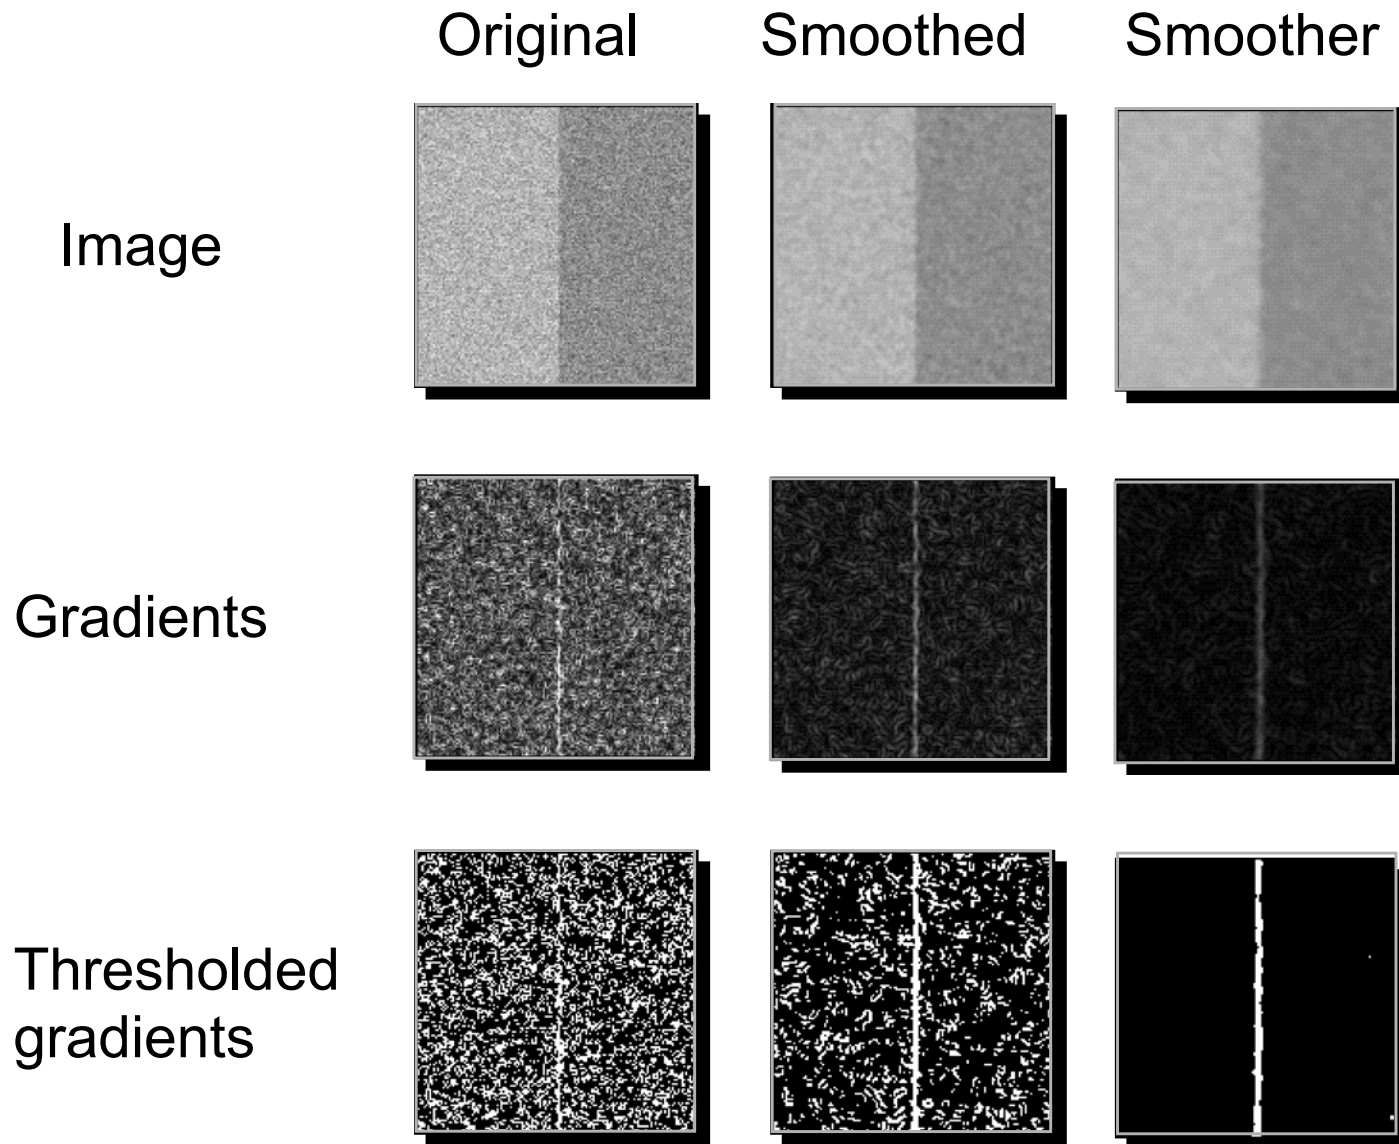 Original Smoothed Smoother
Image
Gradients
Thresholded
gradients